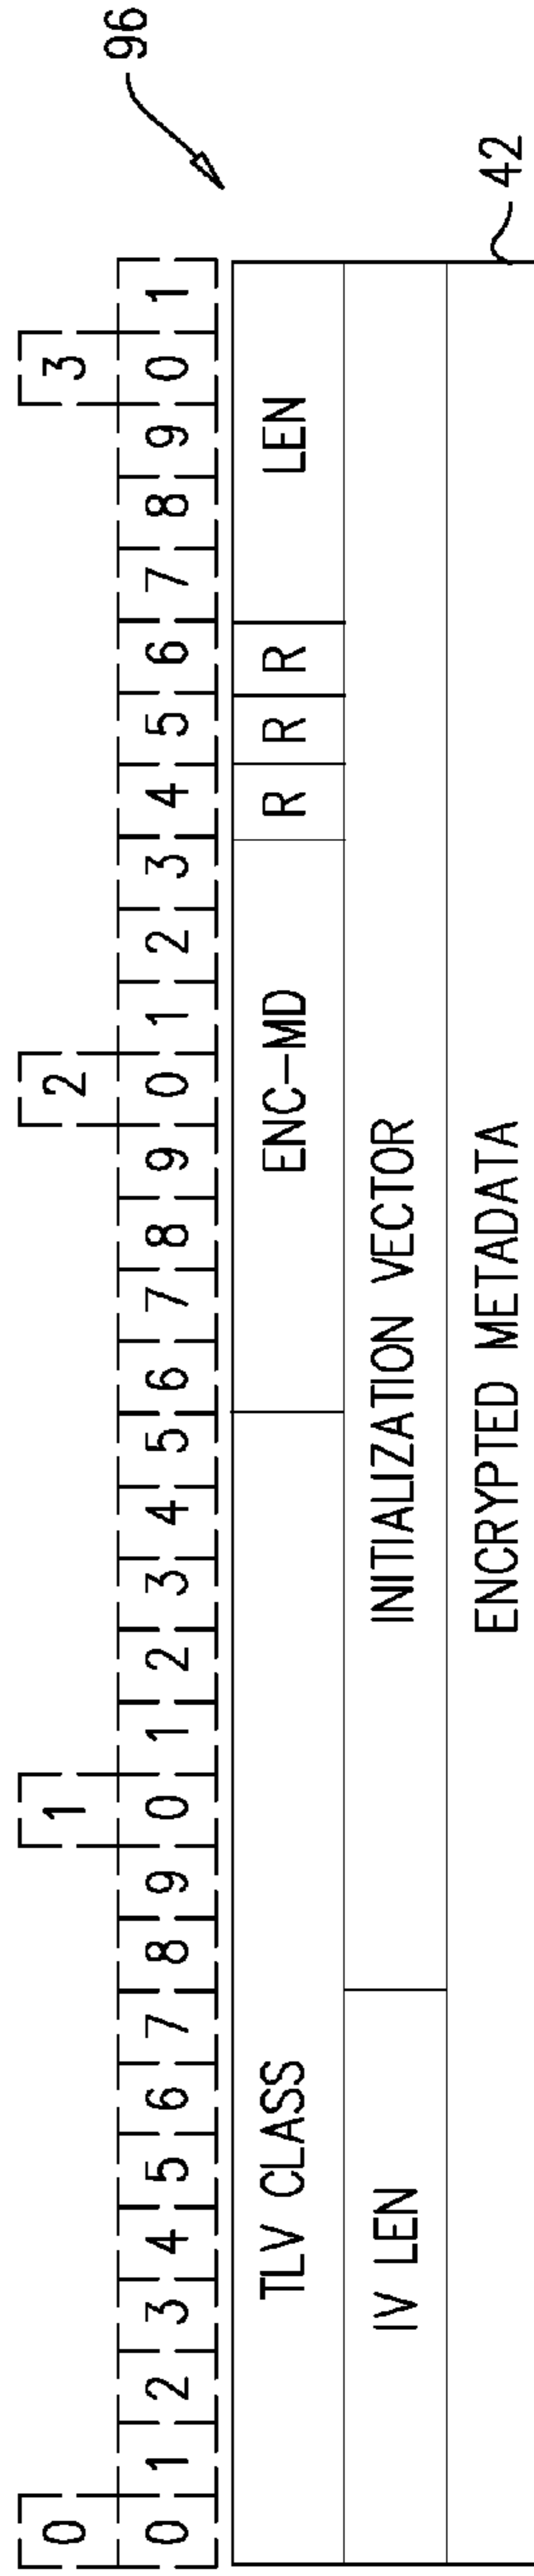 96
0 1 2 3
0 1 2 3 4 5 6 7 8 9 0 1 2 3 4 5 6 7 8 9 0 1 2 3 4 5 6 7 8 9 0 1
TLV CLASS ENC-MD R R R LEN
IV LEN INITIALIZATION VECTOR
ENCRYPTED METADATA 42